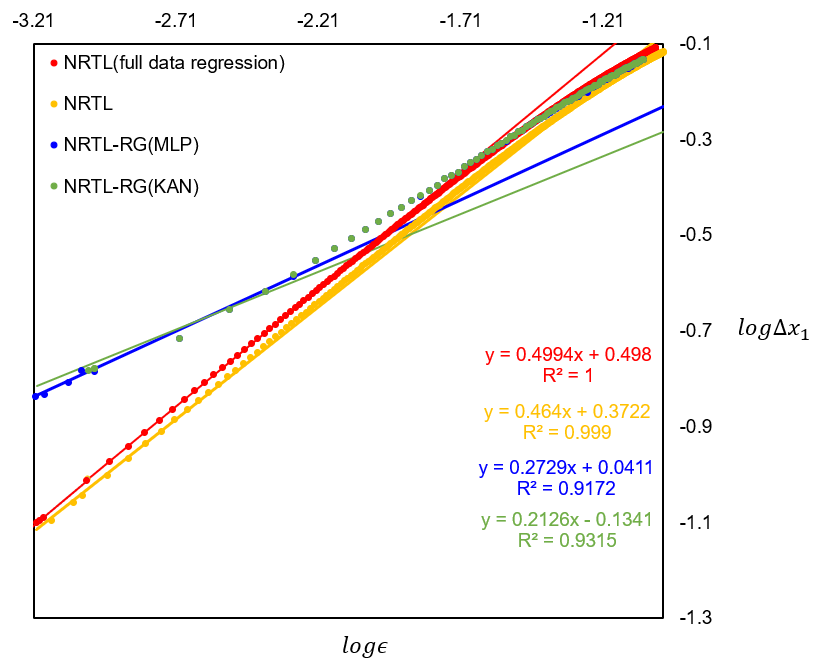 -3.21 -2.71 -2.21 -1.71 -1.21
-0.1
NRTL(full data regression)
NRTL
-0.3
NRTL-RG(MLP)
NRTL-RG(KAN)
-0.5
-0.7
logΔx₁
y = 0.4994x + 0.498
R² = 1
y = 0.464x + 0.3722
R² = 0.999
-0.9
y = 0.2729x + 0.0411
R² = 0.9172
y = 0.2126x - 0.1341
R² = 0.9315
-1.1
-1.3
logϵ